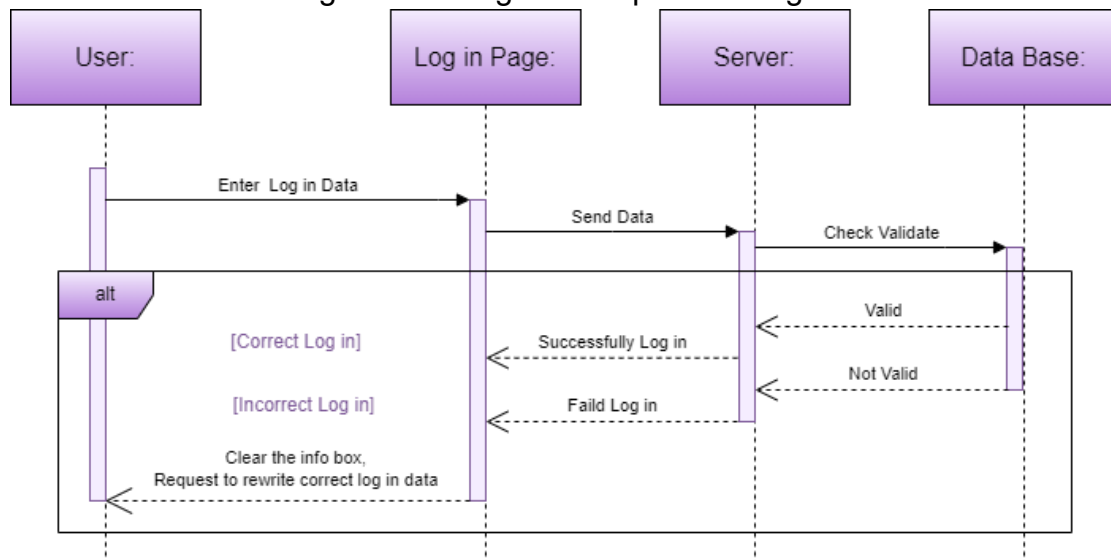 User:
Log in Page:
Server:
Data Base:
Enter Log in Data
Send Data
Check Validate
alt
Valid
[Correct Log in]
Successfully Log in
Not Valid
[Incorrect Log in]
Faild Log in
Clear the info box,
Request to rewrite correct log in data